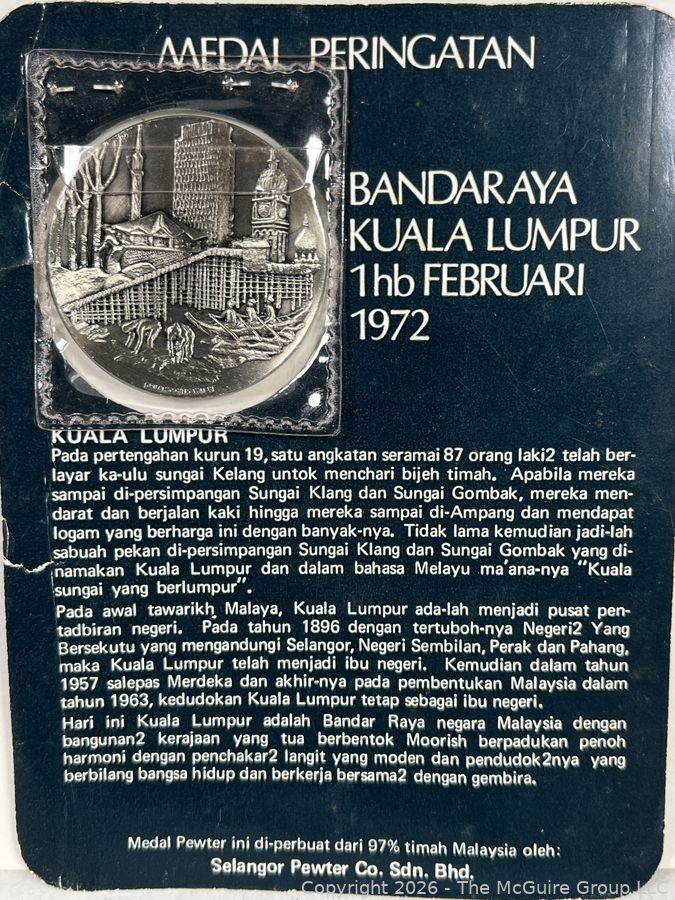 MEDAL PERINGATAN
BANDARAYA
KUALA LUMPUR
1hb FEBRUARI
1972
KUALA LUMPUR
Pada pertengahan kurun 19, satu angkatan seramai 87 orang laki2 telah ber-
layar ka-ulu sungai Kelang untok menchari bijeh timah. Apabila mereka
sampai di-persimpangan Sungai Klang dan Sungai Gombak, mereka men-
darat dan berjalan kaki hingga mereka sampai di-Ampang dan mendapat
logam yang berharga ini dengan banyak-nya. Tidak lama kemudian jadi-lah
sabuah pekan di-persimpangan Sungai Klang dan Sungai Gombak yang di-
namakan Kuala Lumpur dan dalam bahasa Melayu ma'ana-nya "Kuala
sungai yang berlumpur".
Pada awal tawarikh Malaya, Kuala Lumpur ada-lah menjadi pusat pen-
tadbiran negeri. Pada tahun 1896 dengan tertuboh-nya Negeri2 Yang
Bersekutu yang mengandungi Selangor, Negeri Sembilan, Perak dan Pahang,
maka Kuala Lumpur telah menjadi ibu negeri. Kemudian dalam tahun
1957 salepas Merdeka dan akhir-nya pada pembentukan Malaysia dalam
tahun 1963, kedudokan Kuala Lumpur tetap sebagai ibu negeri.
Hari ini Kuala Lumpur adalah Bandar Raya negara Malaysia dengan
bangunan2 kerajaan yang tua berbentok Moorish berpadukan penoh
harmoni dengan penchakar2 langit yang moden dan pendudok2nya yang
berbilang bangsa hidup dan berkerja bersama2 dengan gembira.
Medal Pewter ini di-perbuat dari 97% timah Malaysia oleh:
Selangor Pewter Co. Sdn. Bhd.
Copyright 2026 - The McGuire Group LLC